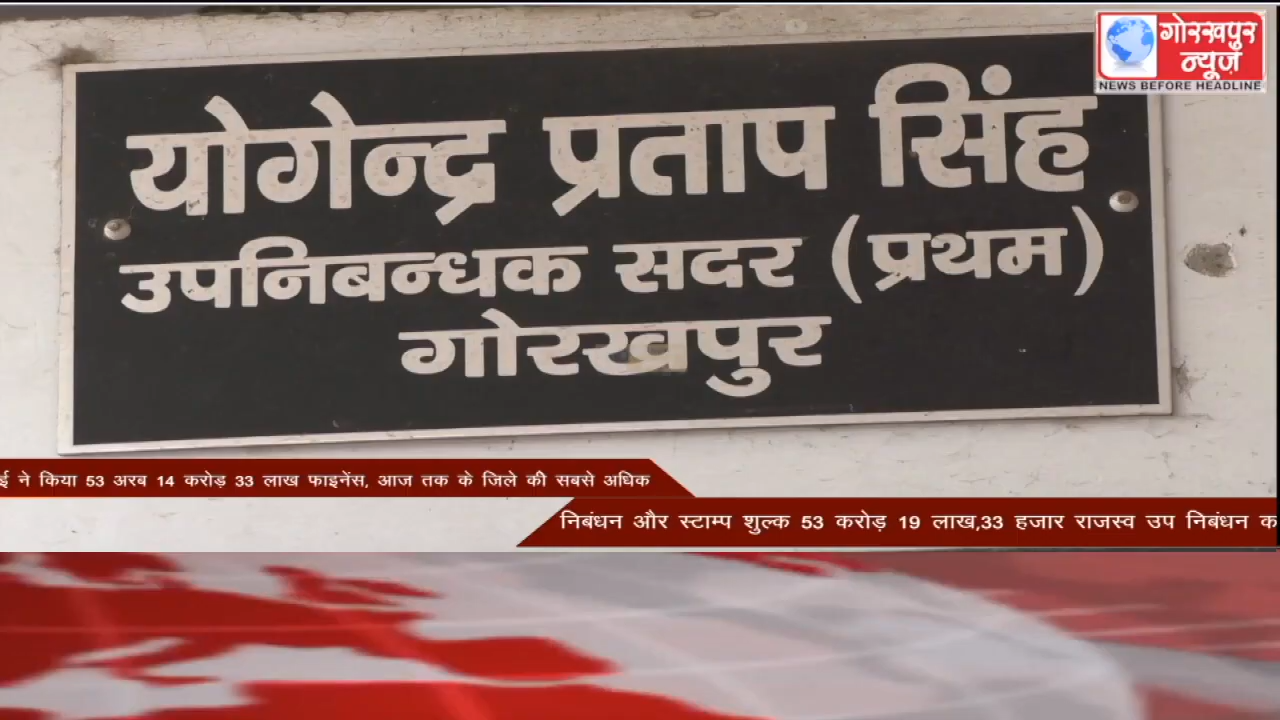 गोरखपुर
न्यूज़
NEWS BEFORE HEADLINE
योगेन्द्र प्रताप सिंह
उपनिबन्धक सदर (प्रथम)
गोरखपुर
ने किया 53 अरब 14 करोड़ 33 लाख फाइनेंस, आज तक के जिले की सबसे अधिक
निबंधन और स्टाम्प शुल्क 53 करोड़ 19 लाख,33 हजार राजस्व उप निबंधन